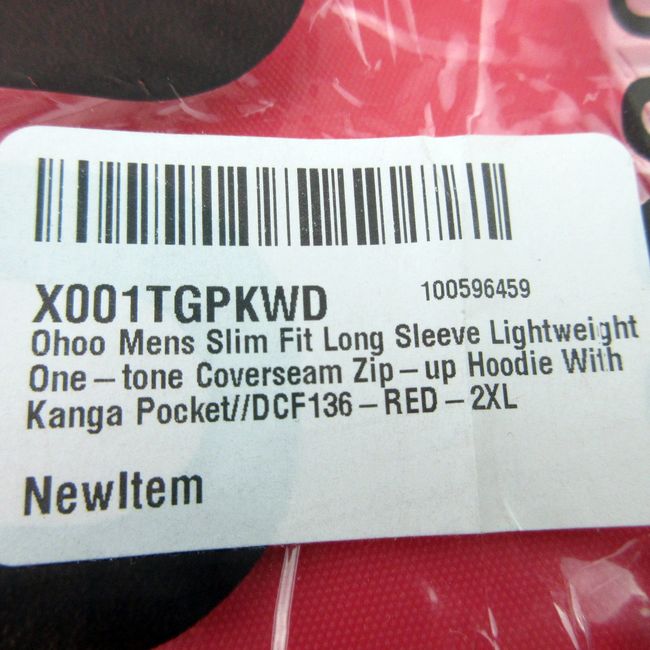 X001TGPKWD
100596459
Ohoo Mens Slim Fit Long Sleeve Lightweight
One-tone Coverseam Zip-up Hoodie With
Kanga Pocket//DCF136-RED-2XL
NewItem